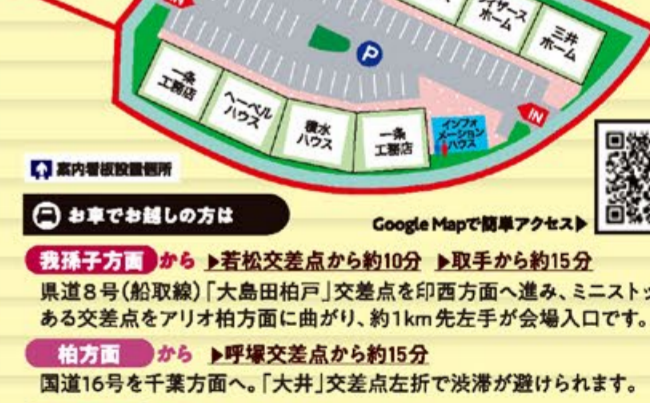 IN
イザース
ホーム
三井
ホーム
P
一条
工務店
ヘーベル
ハウス
積水
ハウス
一条
工務店
インフォ
メーション
ハウス
IN
案内看板設置個所
お車でお越しの方は
Google Mapで簡単アクセス▶
我孫子方面 から ▶若松交差点から約10分 ▶取手から約15分
県道8号(船取線)「大島田柏戸」交差点を印西方面へ進み、ミニストッ
ある交差点をアリオ柏方面に曲がり、約1km先左手が会場入口です。
柏方面 から ▶呼塚交差点から約15分
国道16号を千葉方面へ。「大井」交差点左折で渋滞が避けられます。